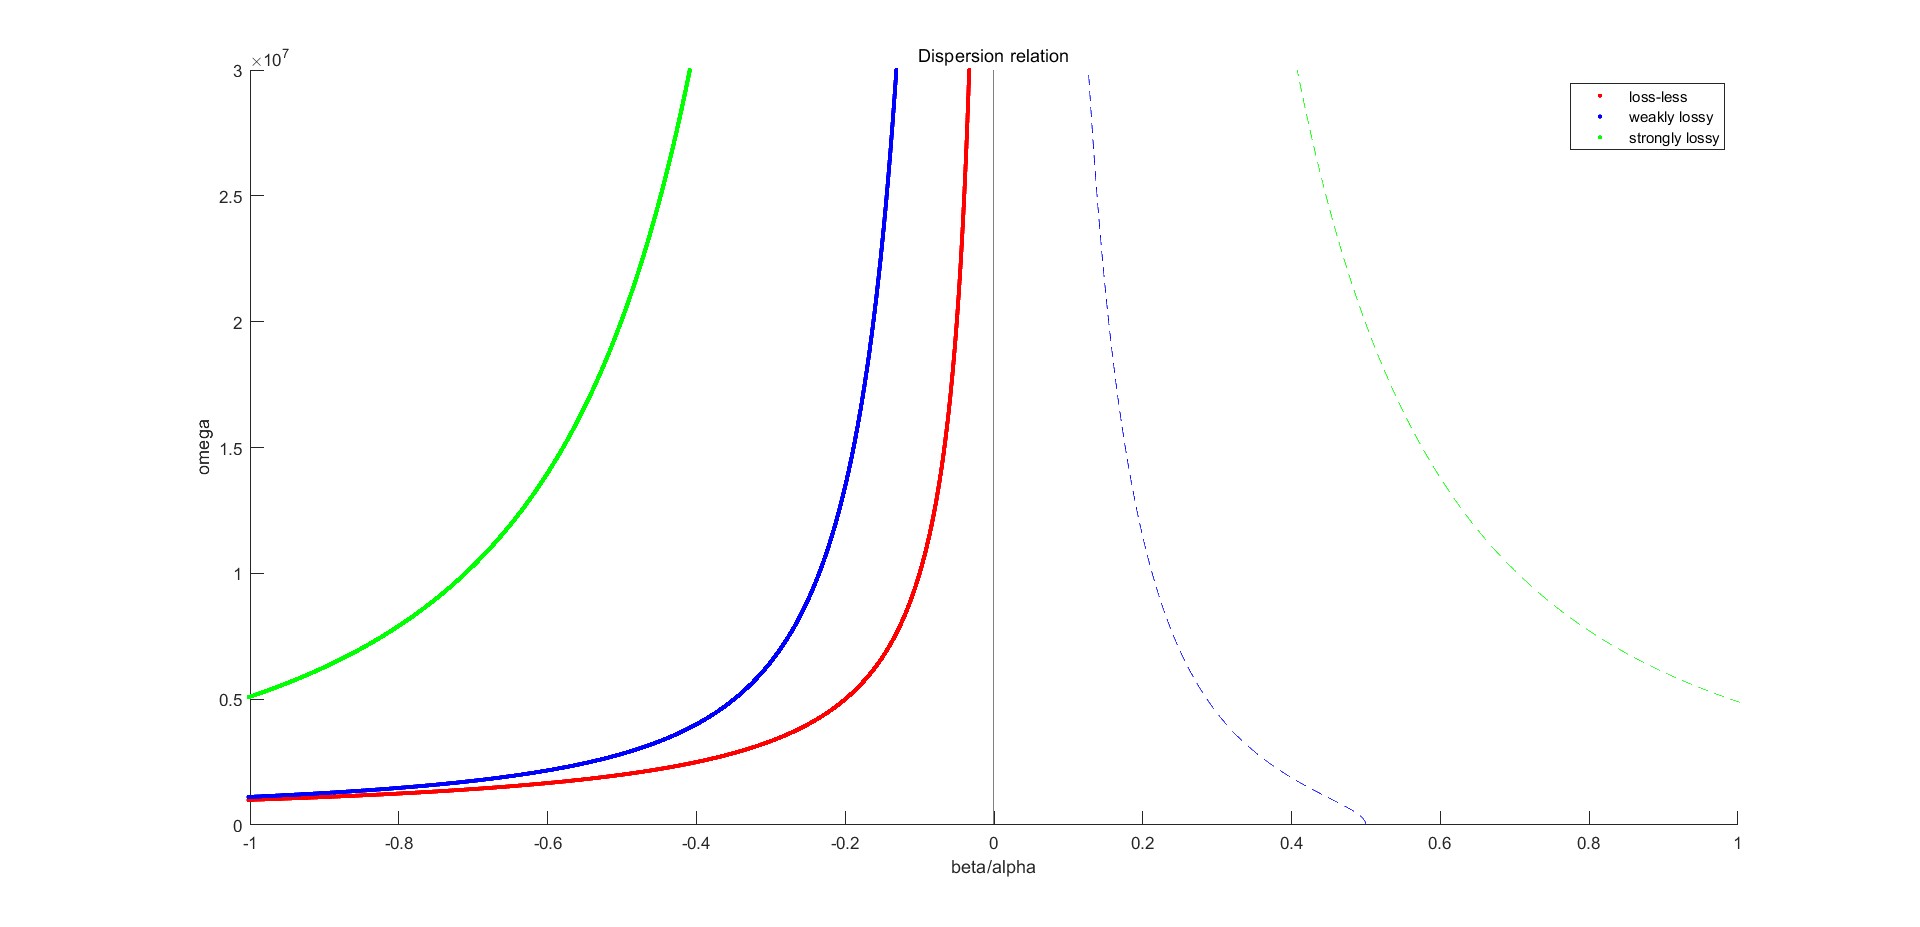 Dispersion relation
×10^7
3
2.5
2
1.5
1
0.5
0
omega
-1 -0.8 -0.6 -0.4 -0.2 0 0.2 0.4 0.6 0.8 1
beta/alpha
loss-less
weakly lossy
strongly lossy